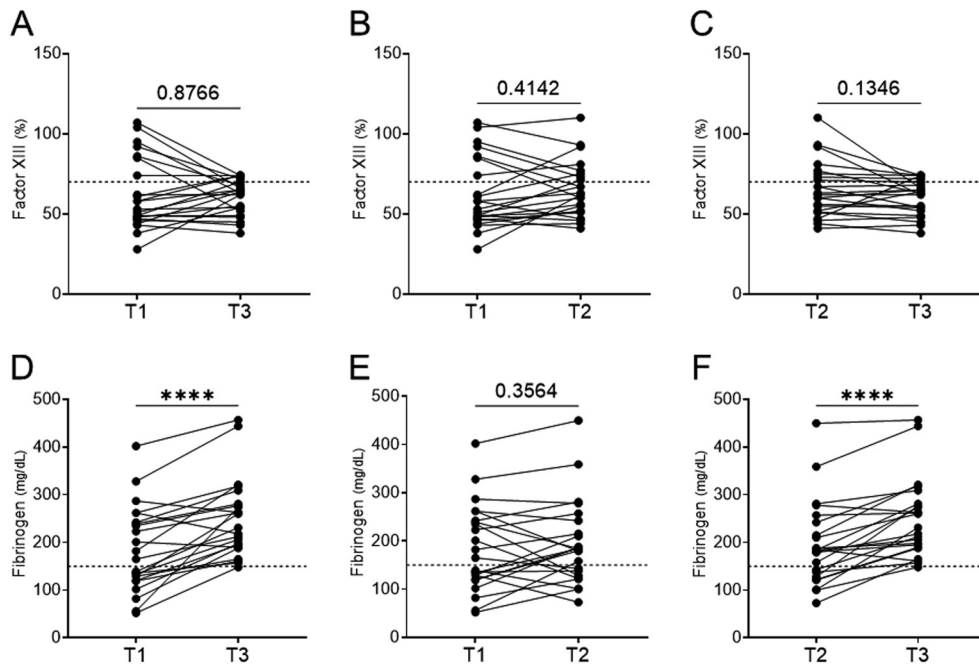 A
Factor XIII (%)
150
100
50
0
0.8766
T1 T3
B
Factor XIII (%)
150
100
50
0
0.4142
T1 T2
C
Factor XIII (%)
150
100
50
0
0.1346
T2 T3
D
Fibrinogen (mg/dL)
500
400
300
200
100
0
****
T1 T3
E
Fibrinogen (mg/dL)
500
400
300
200
100
0
0.3564
T1 T2
F
Fibrinogen (mg/dL)
500
400
300
200
100
0
****
T2 T3